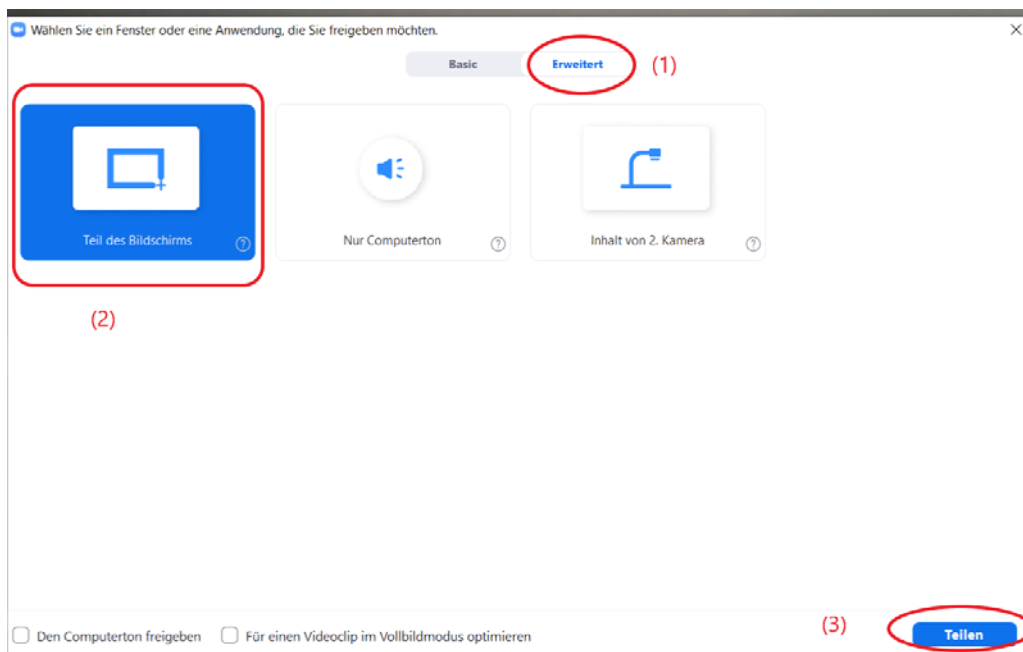 Wählen Sie ein Fenster oder eine Anwendung, die Sie freigeben möchten.
Basic Erweitert (1)
Teil des Bildschirms Nur Computerton Inhalt von 2. Kamera
(2)
(3)
Den Computerton freigeben Für einen Videoclip im Vollbildmodus optimieren Teilen